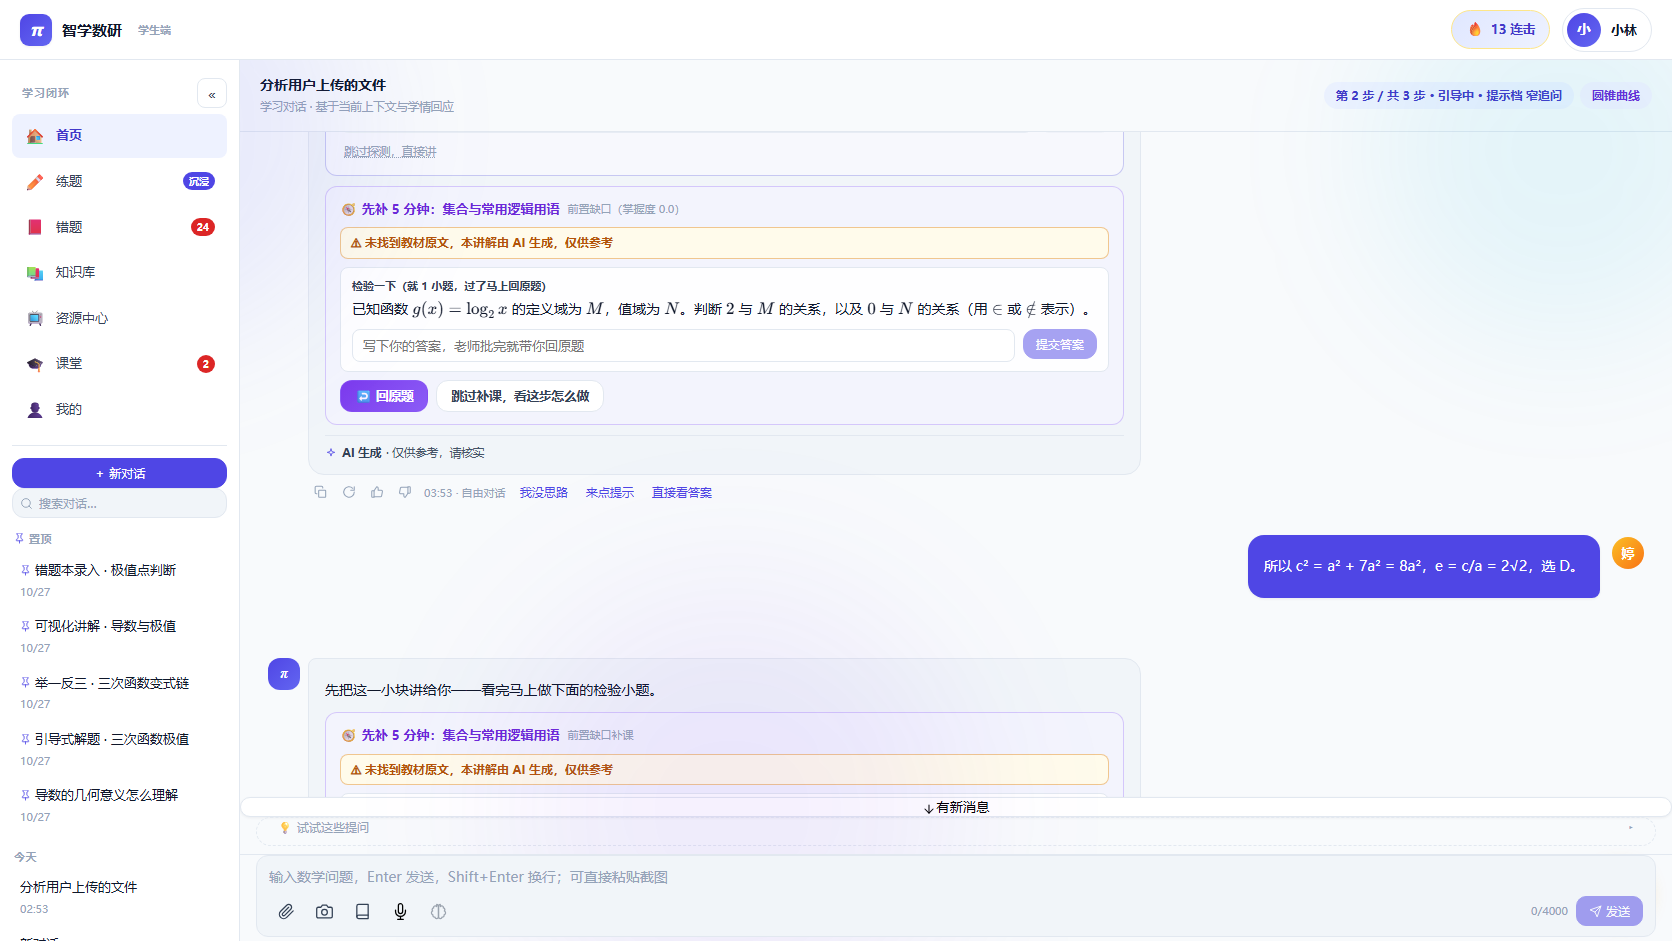 π 智学数研 学生端
13 连击 小 小林
学习闭环 «
首页
练题 沉浸
错题 24
知识库
资源中心
课堂 2
我的
+ 新对话
搜索对话...
置顶
错题本录入 · 极值点判断
10/27
可视化讲解 · 导数与极值
10/27
举一反三 · 三次函数变式链
10/27
引导式解题 · 三次函数极值
10/27
导数的几何意义怎么理解
10/27
今天
分析用户上传的文件
02:53
新对话
分析用户上传的文件
学习对话 · 基于当前上下文与学情回应
第 2 步 / 共 3 步 • 引导中 • 提示档 窄追问 圆锥曲线
跳过探测，直接讲
先补 5 分钟：集合与常用逻辑用语 前置缺口（掌握度 0.0）
⚠ 未找到教材原文，本讲解由 AI 生成，仅供参考
检验一下（就 1 小题，过了马上回原题）
已知函数 g(x) = log₂ x 的定义域为 M，值域为 N。判断 2 与 M 的关系，以及 0 与 N 的关系（用 ∈ 或 ∉ 表示）。
写下你的答案，老师批完就带你回原题 提交答案
回原题 跳过补课，看这步怎么做
AI 生成 · 仅供参考，请核实
03:53 · 自由对话 我没思路 来点提示 直接看答案
所以 c² = a² + 7a² = 8a²，e = c/a = 2√2，选 D。 婷
π
先把这一小块讲给你——看完马上做下面的检验小题。
先补 5 分钟：集合与常用逻辑用语 前置缺口补课
⚠ 未找到教材原文，本讲解由 AI 生成，仅供参考
↓有新消息
试试这些提问
输入数学问题，Enter 发送，Shift+Enter 换行；可直接粘贴截图
0/4000 发送